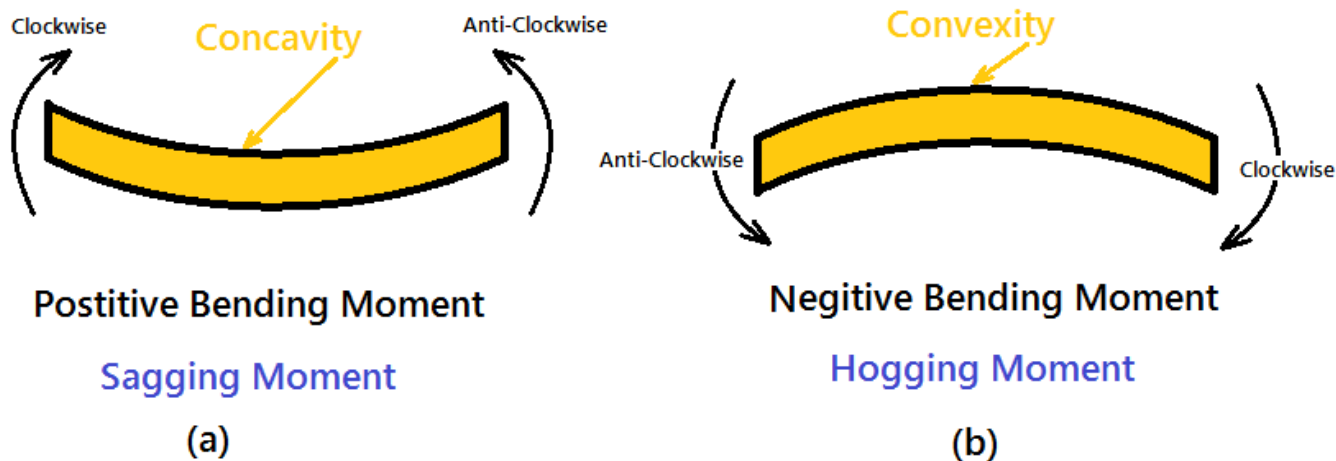 Clockwise
Concavity
Anti-Clockwise
Postitive Bending Moment
Sagging Moment
(a)
Convexity
Anti-Clockwise
Clockwise
Negitive Bending Moment
Hogging Moment
(b)